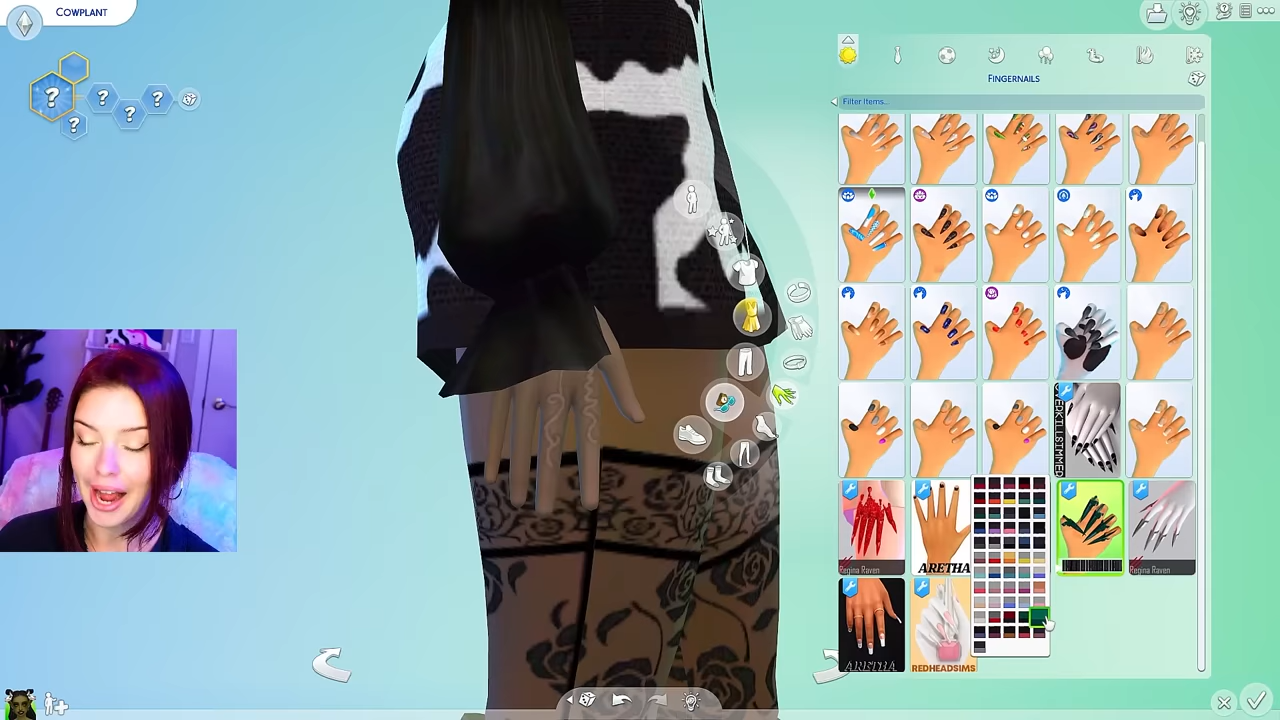 COWPLANT
FINGERNAILS
Filter Items...
?
?
?
?
?
Regina Raven
ARETHA
Regina Raven
ARETHA
REDHEADSIMS